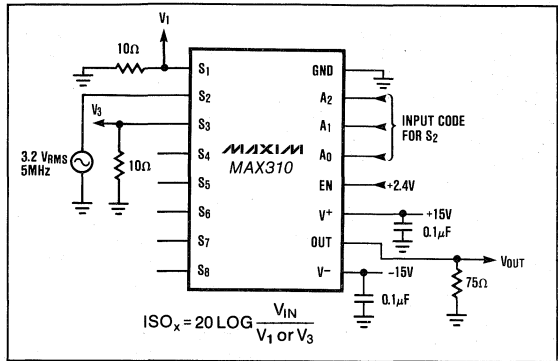 V1
10Ω
S1
GND
S2
A2
V3
S3
A1
INPUT CODE
FOR S2
MAXIM
MAX310
S4
A0
3.2 VRMS
5MHz
10Ω
S5
EN
+2.4V
S6
V+
+15V
0.1μF
S7
OUT
VOUT
S8
V−
−15V
75Ω
0.1μF
ISOx = 20 LOG VIN
V1 or V3